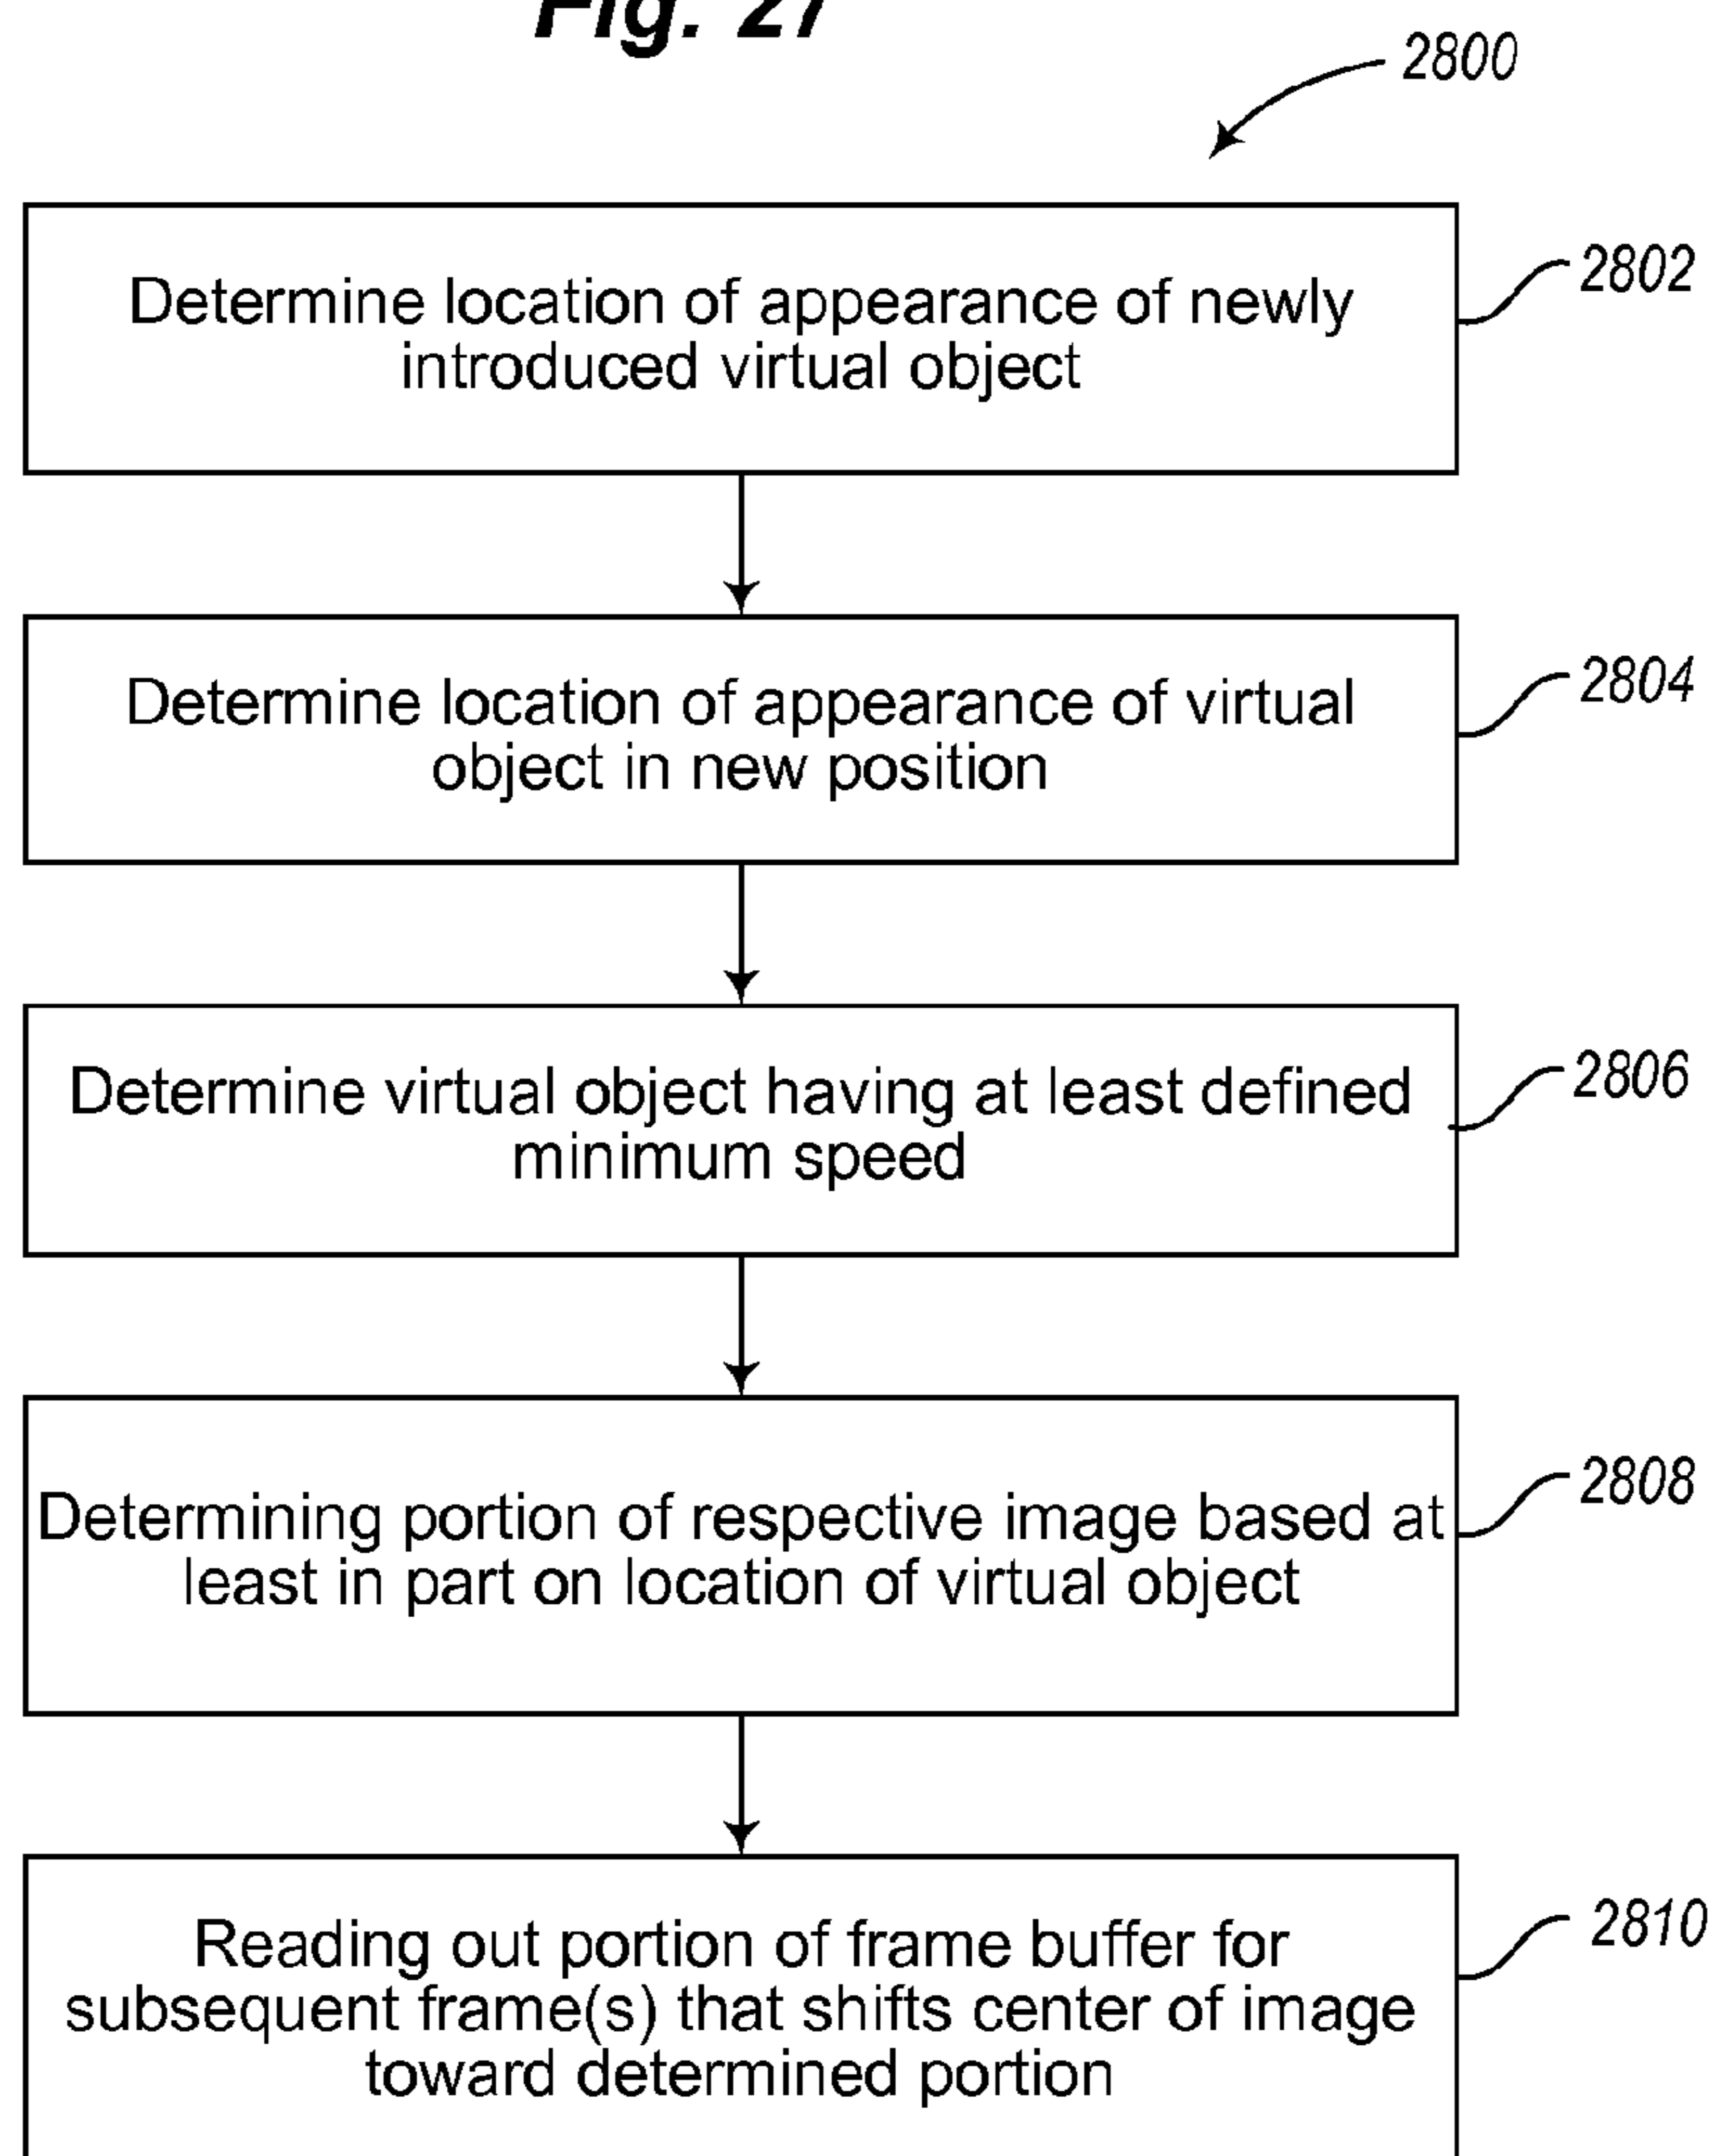 Fig. 27
2800
Determine location of appearance of newly
introduced virtual object
2802
Determine location of appearance of virtual
object in new position
2804
Determine virtual object having at least defined
minimum speed
2806
Determining portion of respective image based at
least in part on location of virtual object
2808
Reading out portion of frame buffer for
subsequent frame(s) that shifts center of image
toward determined portion
2810